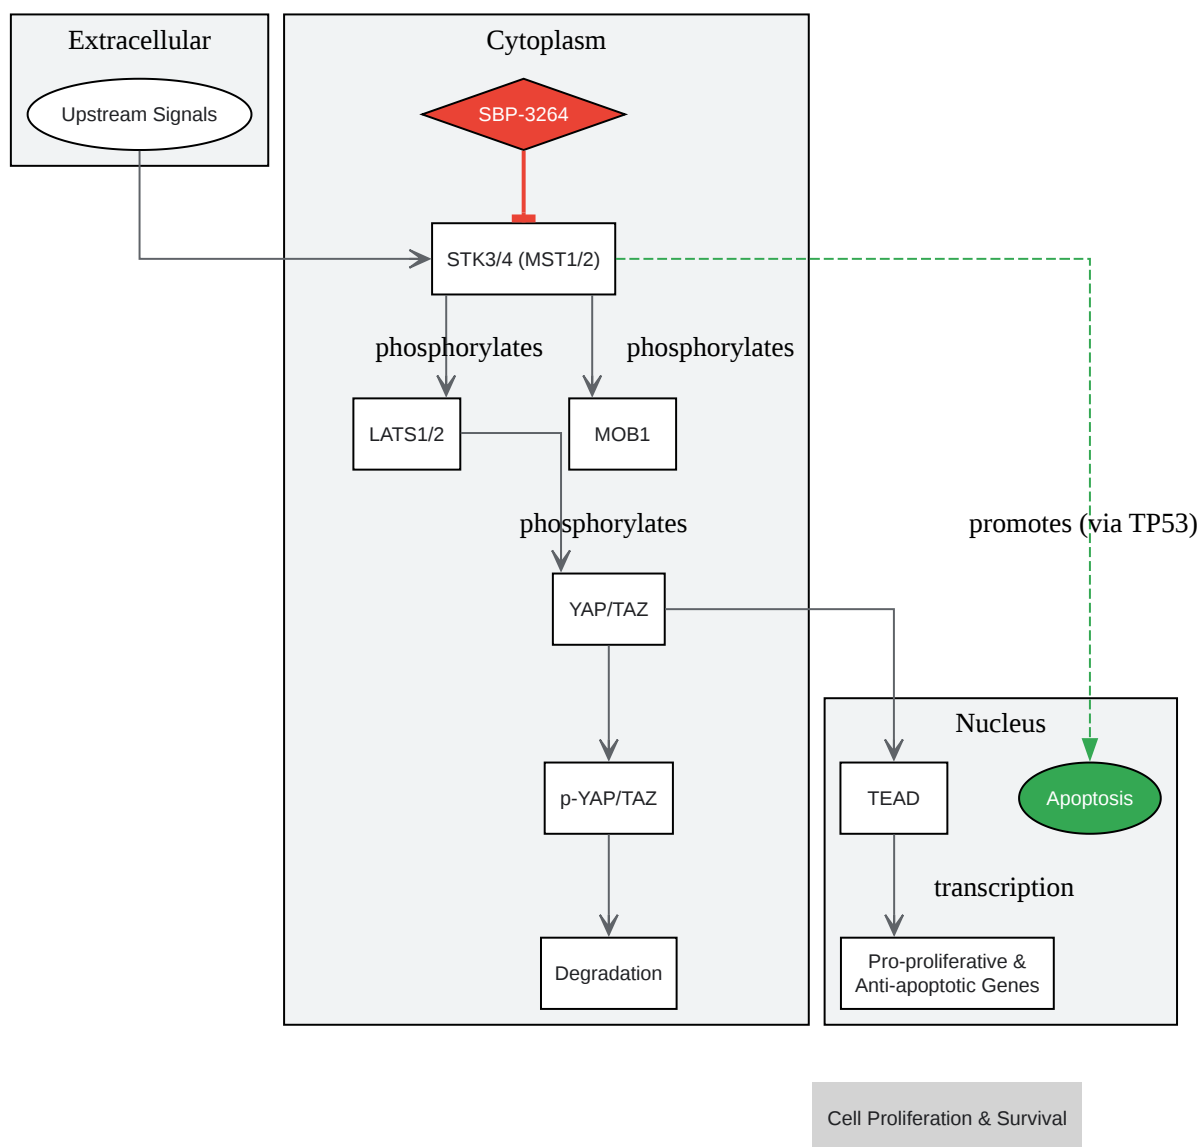 Extracellular
Cytoplasm
Upstream Signals
SBP-3264
STK3/4 (MST1/2)
phosphorylates
phosphorylates
LATS1/2
MOB1
phosphorylates
promotes (via TP53)
YAP/TAZ
Nucleus
p-YAP/TAZ
TEAD
Apoptosis
transcription
Degradation
Pro-proliferative &
Anti-apoptotic Genes
Cell Proliferation & Survival